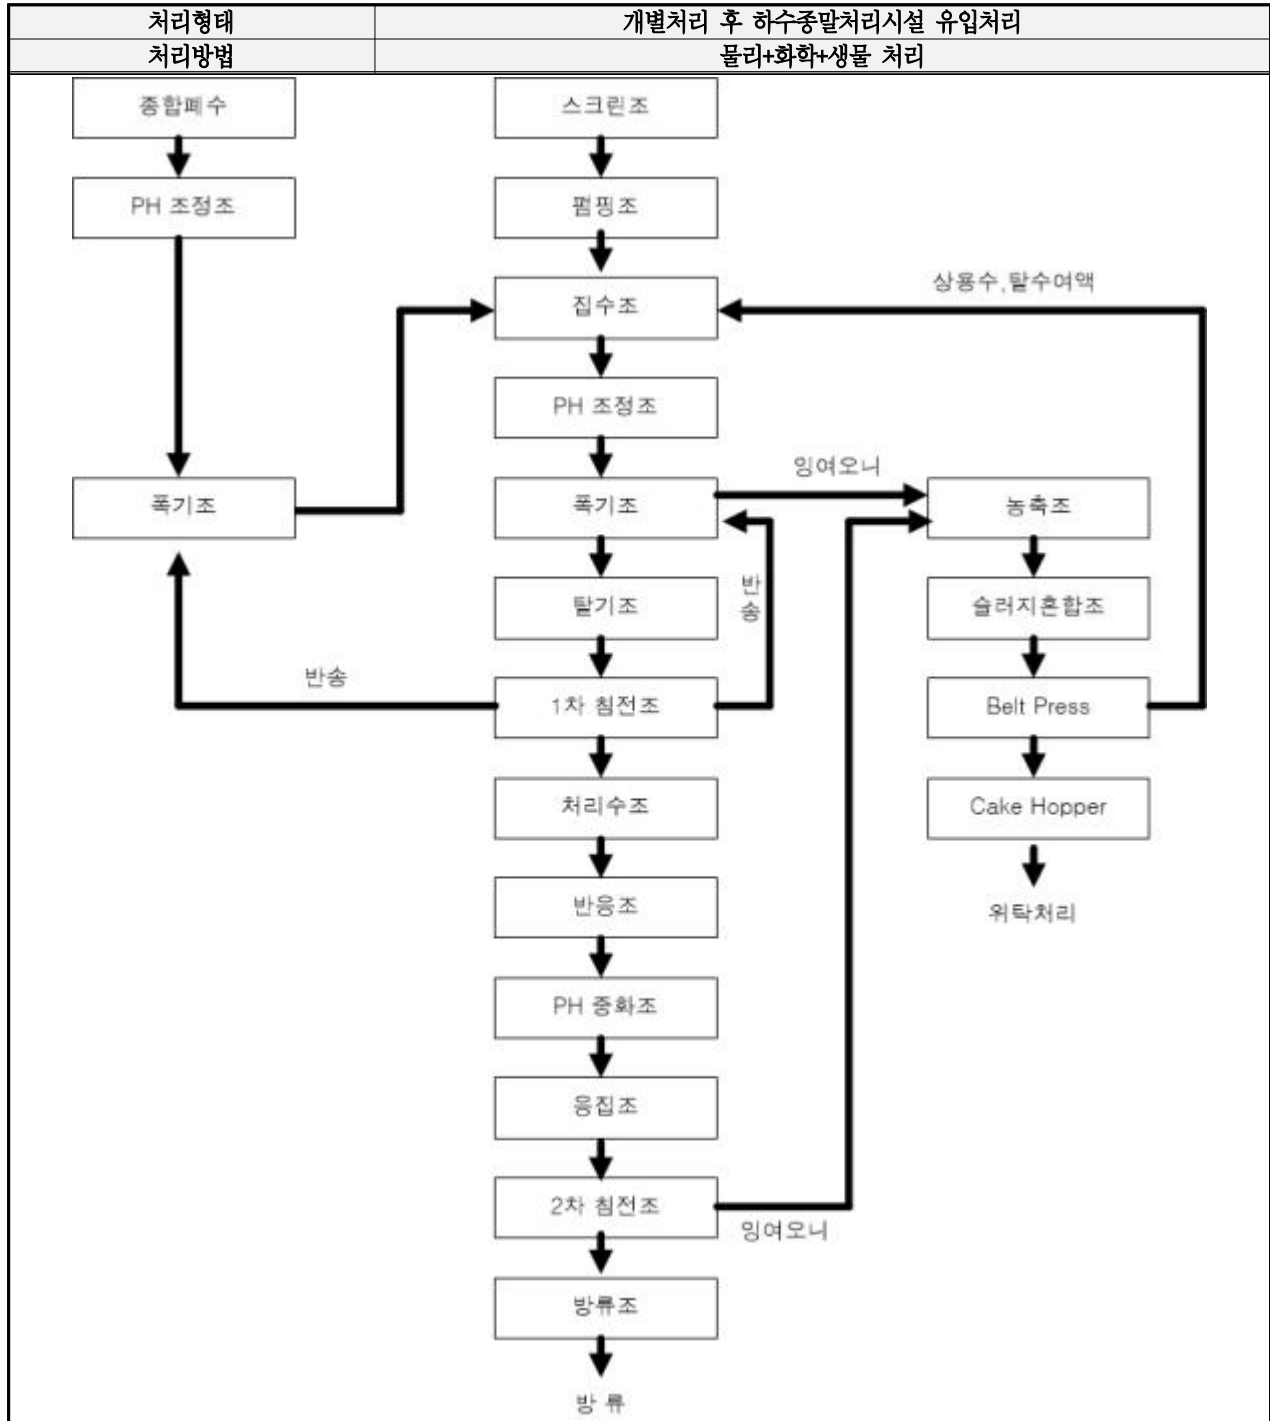 처리형태 개별처리 후 하수종말처리시설 유입처리
처리방법 물리+화학+생물 처리
종합폐수 스크린조
PH 조정조 펌핑조
상용수,탈수여액
집수조
PH 조정조
잉여오니
폭기조 폭기조 농축조
탈기조 반송 슬러지혼합조
반송
1차 침전조 Belt Press
처리수조 Cake Hopper
반응조 위탁처리
PH 중화조
응집조
2차 침전조
잉여오니
방류조
방 류